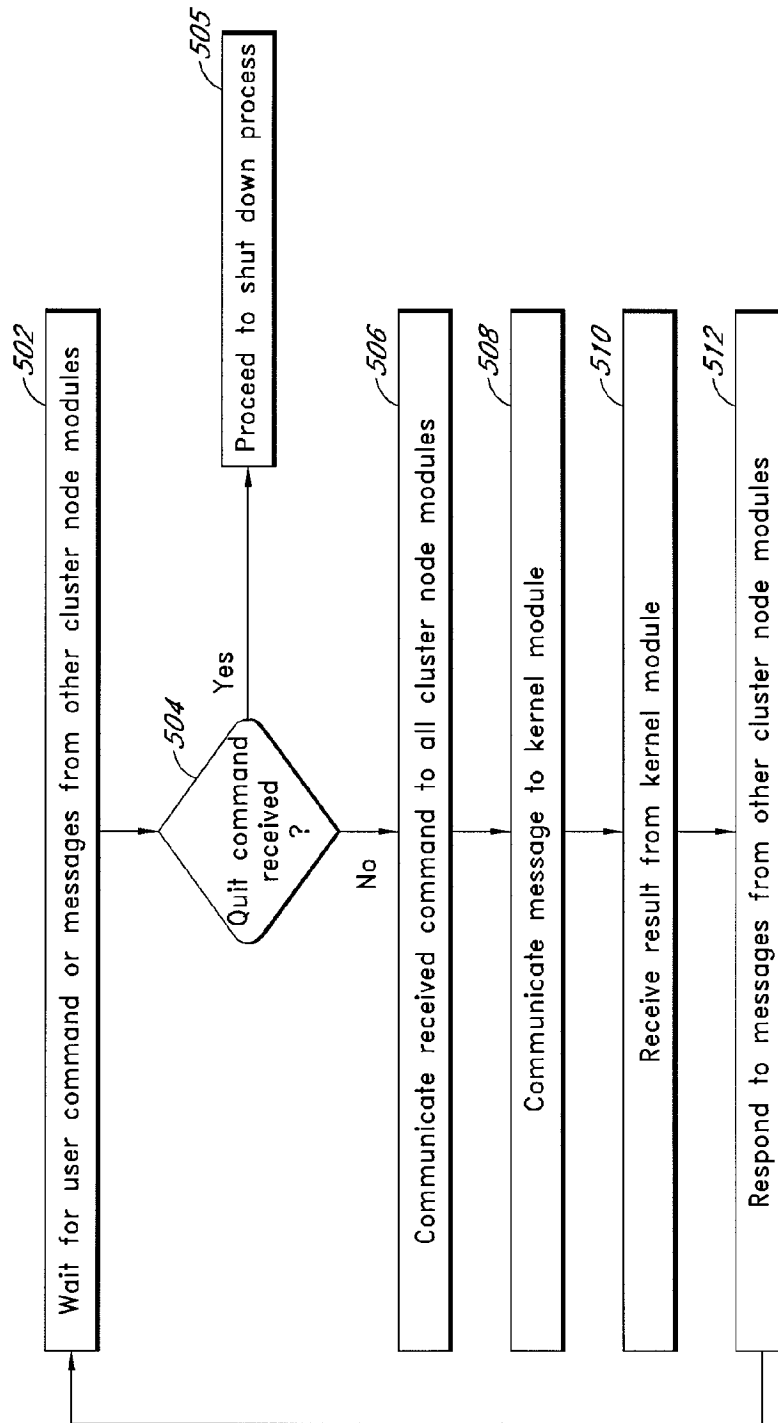 502
Wait for user command or messages from other cluster node modules
504
Quit command
received
?
Yes
505
Proceed to shut down process
No
506
Communicate received command to all cluster node modules
508
Communicate message to kernel module
510
Receive result from kernel module
512
Respond to messages from other cluster node modules